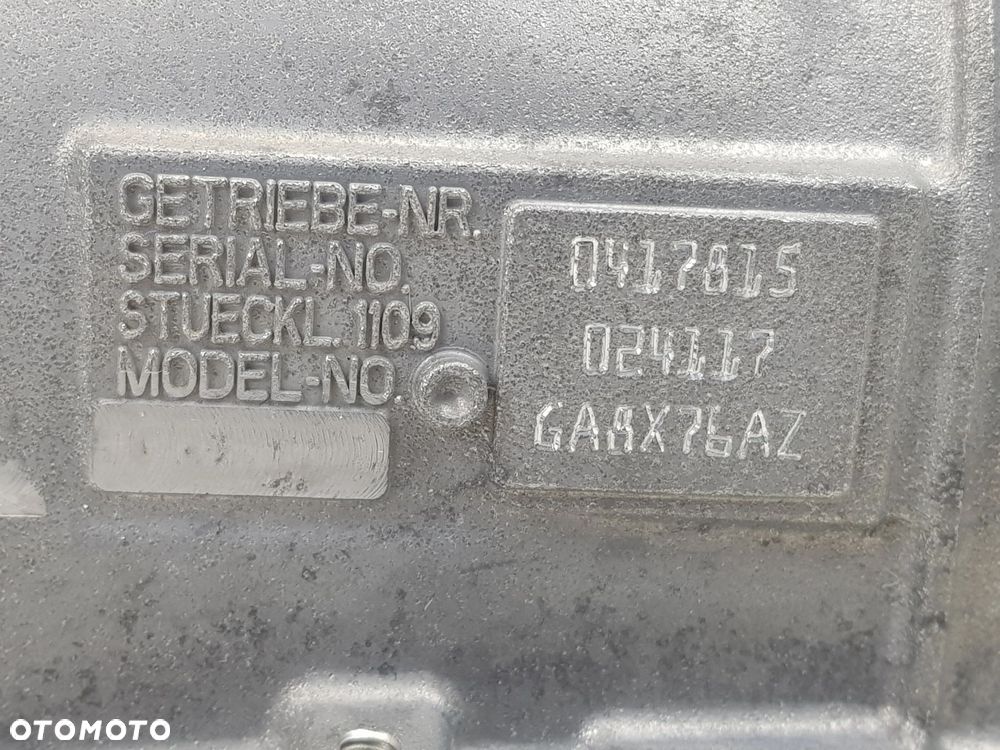 GETRIEBE-NR.
SERIAL-NO.
STUECKL.1109
MODEL-NO
0417815
024117
GA8X76AZ
OTOMOTO